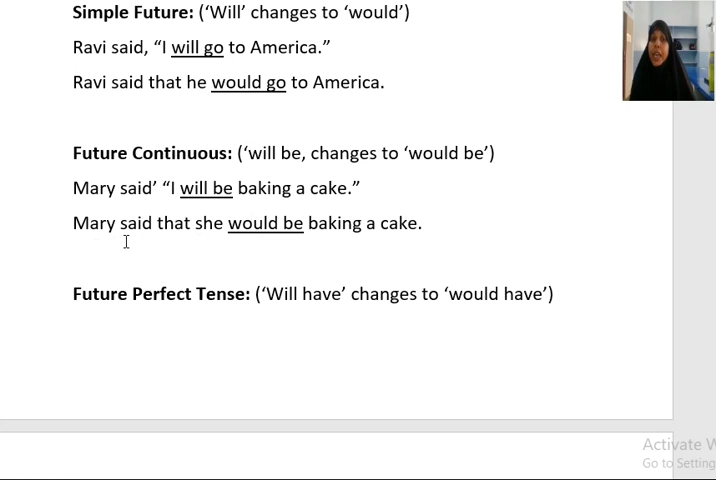 Simple Future: (‘Will’ changes to ‘would’)
Ravi said, “I will go to America.”
Ravi said that he would go to America.
Future Continuous: (‘will be, changes to ‘would be’)
Mary said’ “I will be baking a cake.”
Mary said that she would be baking a cake.
Future Perfect Tense: (‘Will have’ changes to ‘would have’)
Activate W
Go to Setting